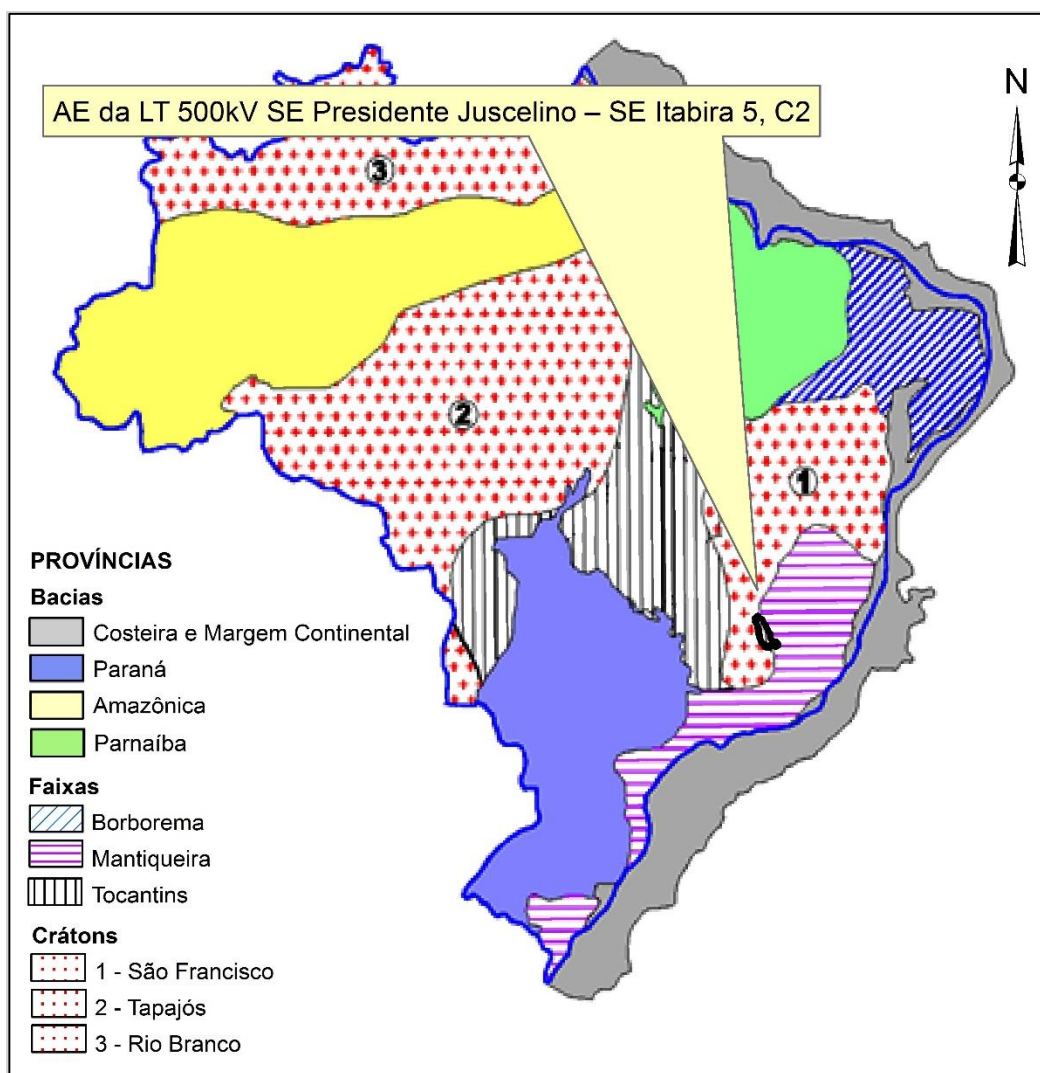 N
AE da LT 500kV SE Presidente Juscelino – SE Itabira 5, C2
3
2
1
PROVÍNCIAS
Bacias
Costeira e Margem Continental
Paraná
Amazônica
Parnaíba
Faixas
Borborema
Mantiqueira
Tocantins
Crátons
1 - São Francisco
2 - Tapajós
3 - Rio Branco